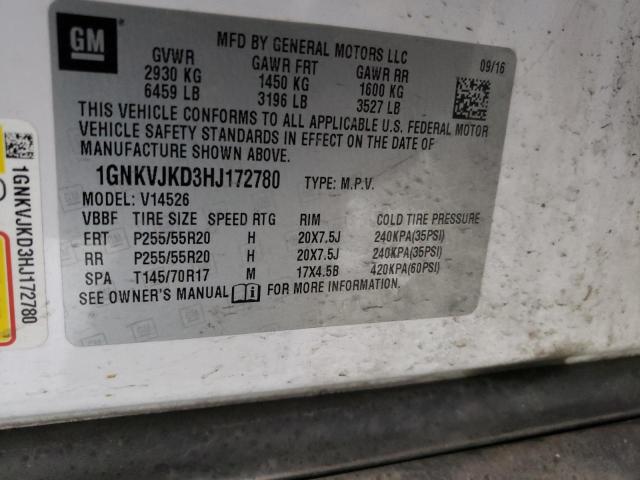 GM
MFD BY GENERAL MOTORS LLC
09/16
GVWR GAWR FRT GAWR RR
2930 KG 1450 KG 1600 KG
6459 LB 3196 LB 3527 LB
THIS VEHICLE CONFORMS TO ALL APPLICABLE U.S. FEDERAL MOTOR
VEHICLE SAFETY STANDARDS IN EFFECT ON THE DATE OF
MANUFACTURE SHOWN ABOVE.
1GNKVJKD3HJ172780 TYPE: M.P.V.
MODEL: V14526
VBBF TIRE SIZE SPEED RTG RIM COLD TIRE PRESSURE
FRT P255/55R20 H 20X7.5J 240KPA(35PSI)
RR P255/55R20 H 20X7.5J 240KPA(35PSI)
SPA T145/70R17 M 17X4.5B 420KPA(60PSI)
SEE OWNER'S MANUAL FOR MORE INFORMATION.
1GNKVJKD3HJ172780